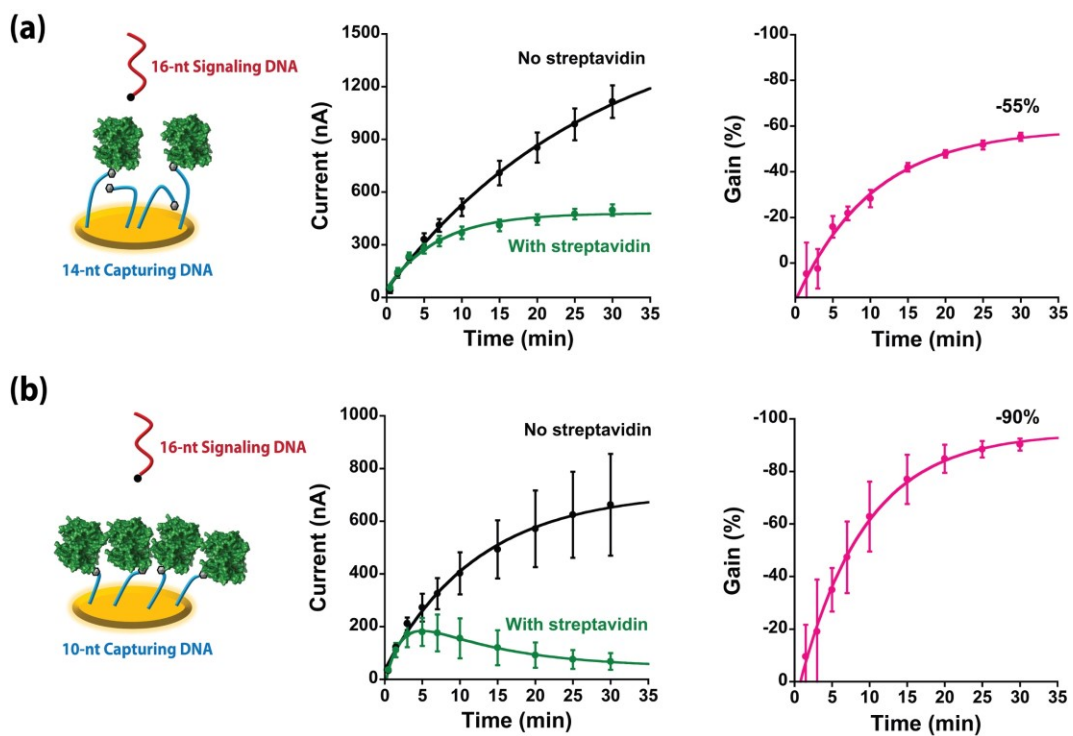 (a)
16-nt Signaling DNA
14-nt Capturing DNA
Current (nA)
1500
1200
900
600
300
0
No streptavidin
With streptavidin
0 5 10 15 20 25 30 35
Time (min)
Gain (%)
-100
-80
-60
-40
-20
0
-55%
0 5 10 15 20 25 30 35
Time (min)
(b)
16-nt Signaling DNA
10-nt Capturing DNA
Current (nA)
1000
800
600
400
200
0
No streptavidin
With streptavidin
0 5 10 15 20 25 30 35
Time (min)
Gain (%)
-100
-80
-60
-40
-20
0
-90%
0 5 10 15 20 25 30 35
Time (min)